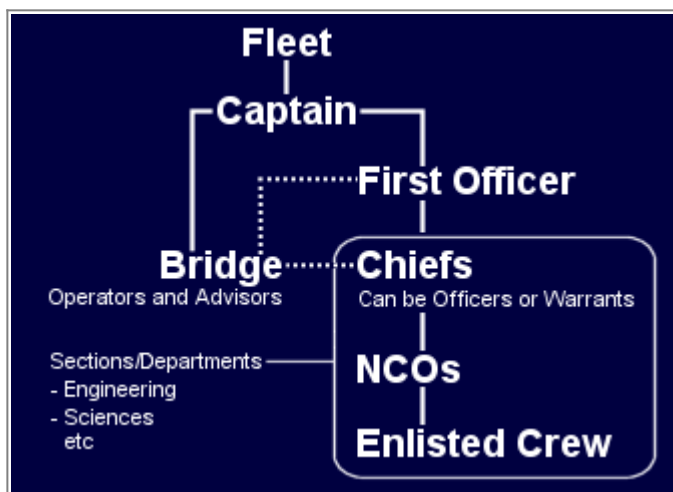 Fleet
Captain
First Officer
Bridge
Operators and Advisors
Chiefs
Can be Officers or Warrants
Sections/Departments
- Engineering
- Sciences
etc
NCOs
Enlisted Crew